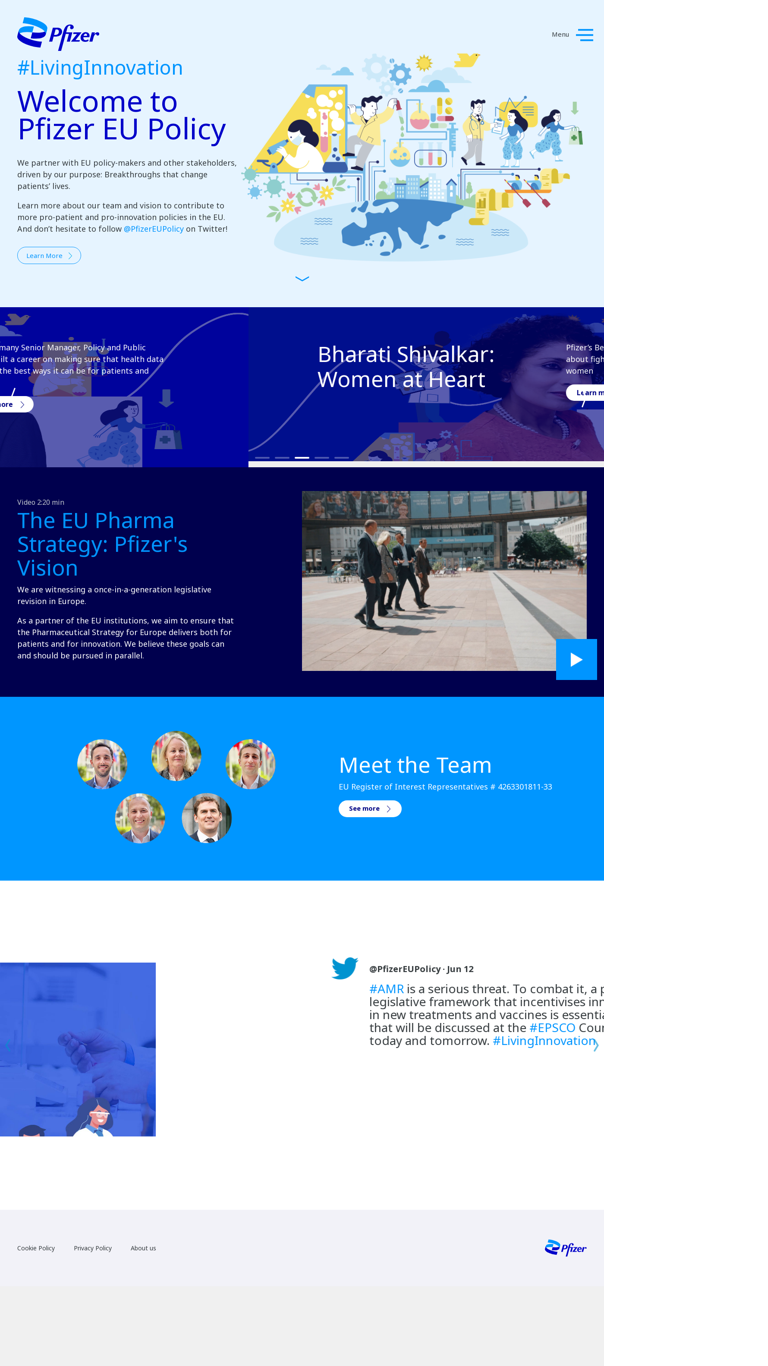 Pfizer
Menu
#LivingInnovation
Welcome to
Pfizer EU Policy
We partner with EU policy-makers and other stakeholders,
driven by our purpose: Breakthroughs that change
patients' lives.
Learn more about our team and vision to contribute to
more pro-patient and pro-innovation policies in the EU.
And don't hesitate to follow @PfizerEUPolicy on Twitter!
Learn More
many Senior Manager, Policy and Public
ilt a career on making sure that health data
the best ways it can be for patients and
ore
Bharati Shivalkar:
Women at Heart
Pfizer's Be
about figh
women
Learn m
Video 2:20 min
The EU Pharma
Strategy: Pfizer's
Vision
We are witnessing a once-in-a-generation legislative
revision in Europe.
As a partner of the EU institutions, we aim to ensure that
the Pharmaceutical Strategy for Europe delivers both for
patients and for innovation. We believe these goals can
and should be pursued in parallel.
Meet the Team
EU Register of Interest Representatives # 4263301811-33
See more
@PfizerEUPolicy · Jun 12
#AMR is a serious threat. To combat it, a p
legislative framework that incentivises inn
in new treatments and vaccines is essentia
that will be discussed at the #EPSCO Coun
today and tomorrow. #LivingInnovation
Cookie Policy
Privacy Policy
About us
Pfizer